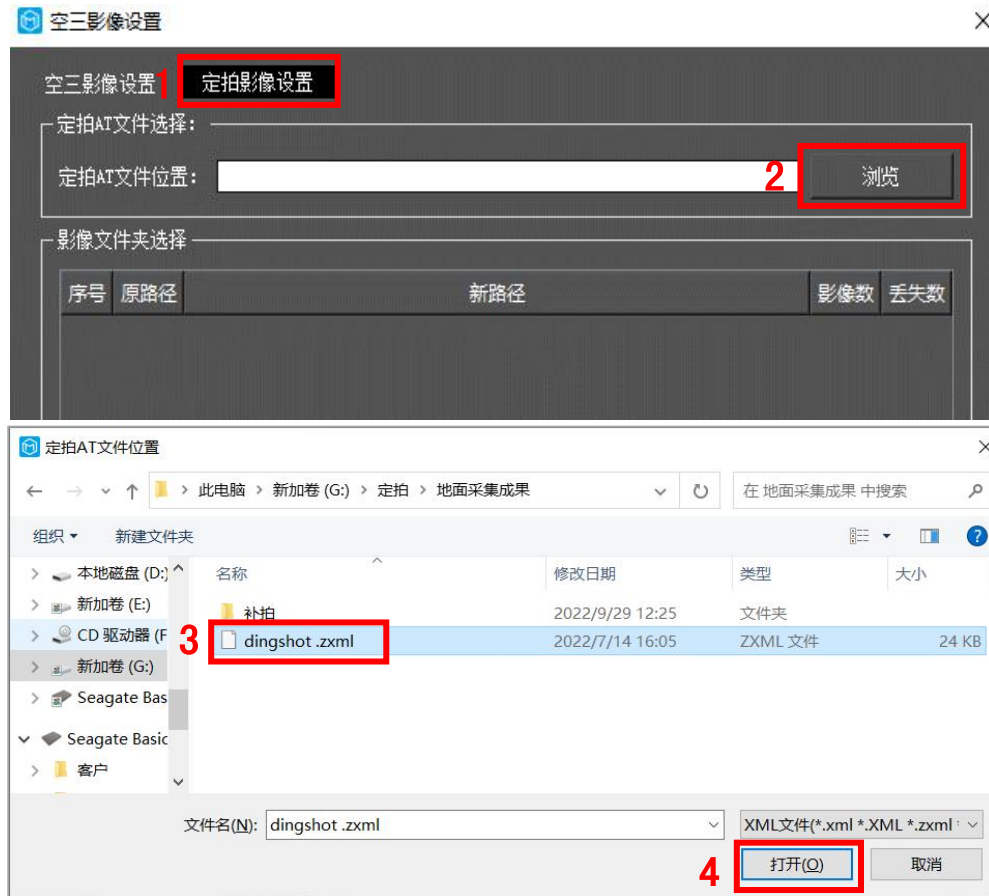 空三影像设置
空三影像设置 1 定拍影像设置
定拍AT文件选择:
定拍AT文件位置: 2 浏览
影像文件夹选择
序号 原路径 新路径 影像数 丢失数
定拍AT文件位置
此电脑 > 新加卷 (G:) > 定拍 > 地面采集成果 在 地面采集成果 中搜索
组织 新建文件夹
本地磁盘 (D:) 名称 修改日期 类型 大小
新加卷 (E:) 补拍 2022/9/29 12:25 文件夹
CD 驱动器 (F 3 dingshot .zxml 2022/7/14 16:05 ZXML 文件 24 KB
新加卷 (G:)
Seagate Bas
Seagate Basic
客户
文件名(N): dingshot .zxml XML文件(*.xml *.XML *.zxml
4 打开(O) 取消